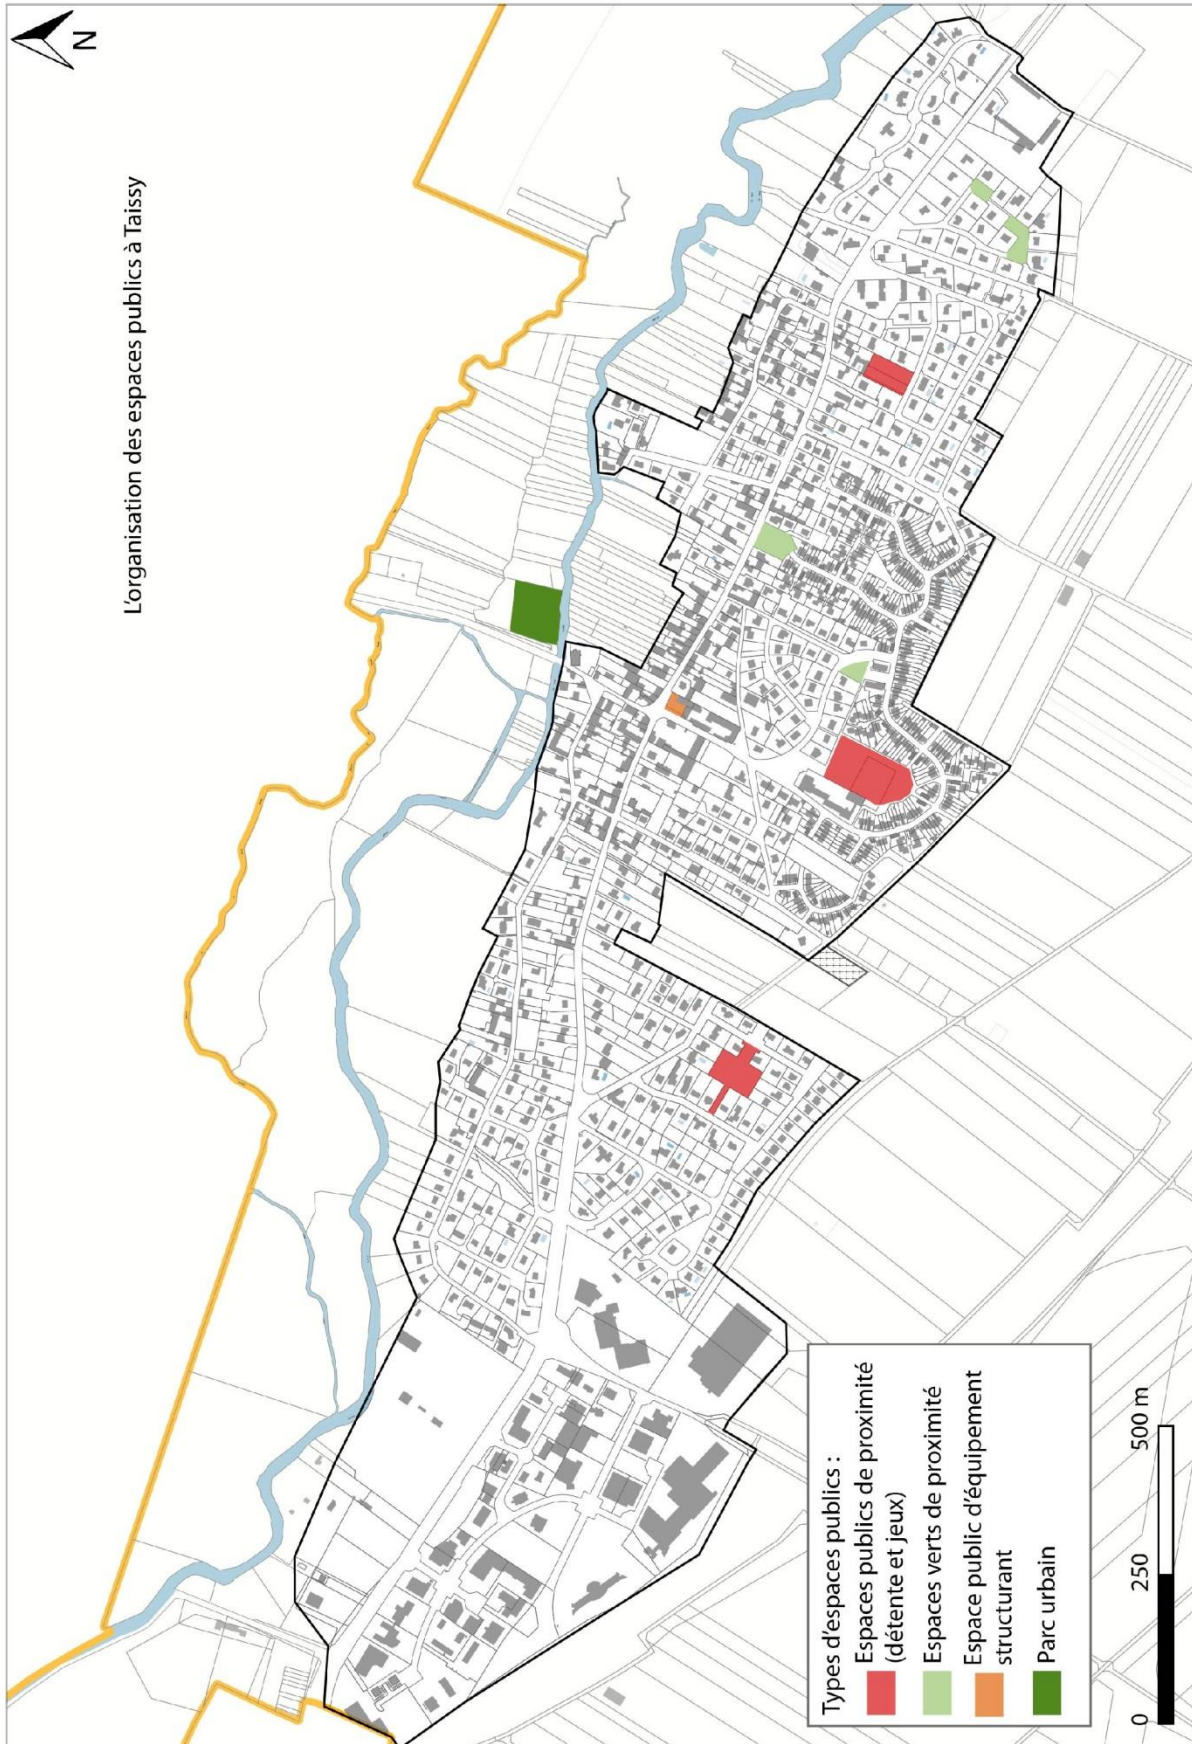 N
L'organisation des espaces publics à Taissy
Types d'espaces publics :
Espaces publics de proximité
(détente et jeux)
Espaces verts de proximité
Espace public d'équipement
structurant
Parc urbain
0
250
500 m